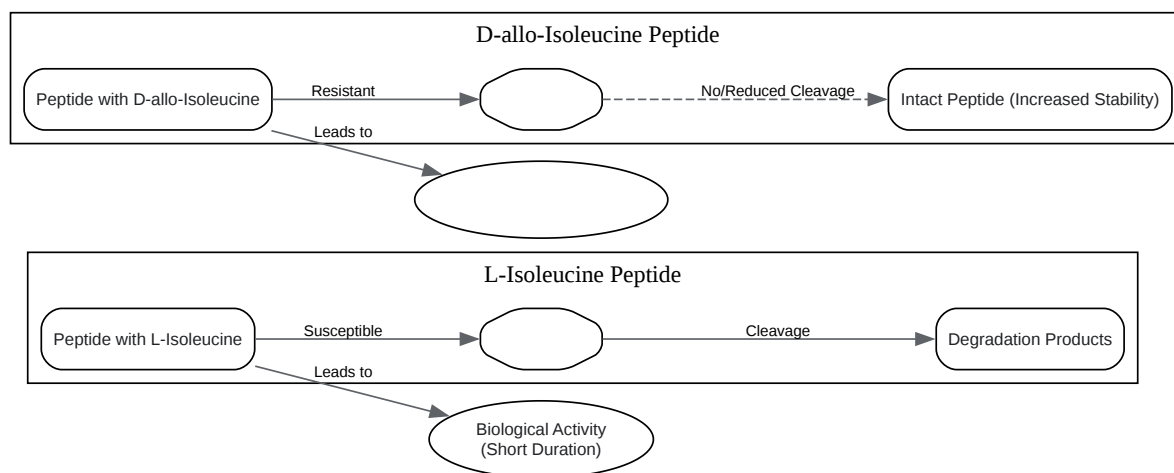 D-allo-Isoleucine Peptide
Peptide with D-allo-Isoleucine
Resistant
No/Reduced Cleavage
Intact Peptide (Increased Stability)
Leads to
L-Isoleucine Peptide
Peptide with L-Isoleucine
Susceptible
Cleavage
Degradation Products
Leads to
Biological Activity
(Short Duration)